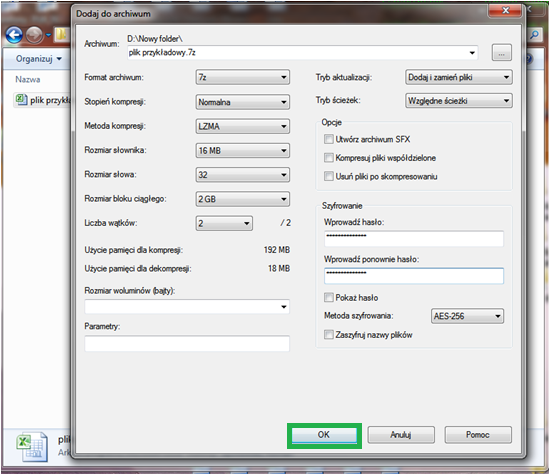 Dodaj do archiwum
Organizuj
Nazwa
plik przykła
Archiwum:
D:\Nowy folder\
plik przykładowy.7z
...
Format archiwum:
7z
Stopień kompresji:
Normalna
Metoda kompresji:
LZMA
Rozmiar słownika:
16 MB
Rozmiar słowa:
32
Rozmiar bloku ciągłego:
2 GB
Liczba wątków:
2
/ 2
Użycie pamięci dla kompresji:
192 MB
Użycie pamięci dla dekompresji:
18 MB
Rozmiar woluminów (bajty):
Parametry:
Tryb aktualizacji:
Dodaj i zamień pliki
Tryb ścieżek:
Względne ścieżki
Opcje
Utwórz archiwum SFX
Kompresuj pliki współdzielone
Usuń pliki po skompresowaniu
Szyfrowanie
Wprowadź hasło:
**************
Wprowadź ponownie hasło:
**************
Pokaż hasło
Metoda szyfrowania:
AES-256
Zaszyfruj nazwy plików
OK
Anuluj
Pomoc
plik
Ark